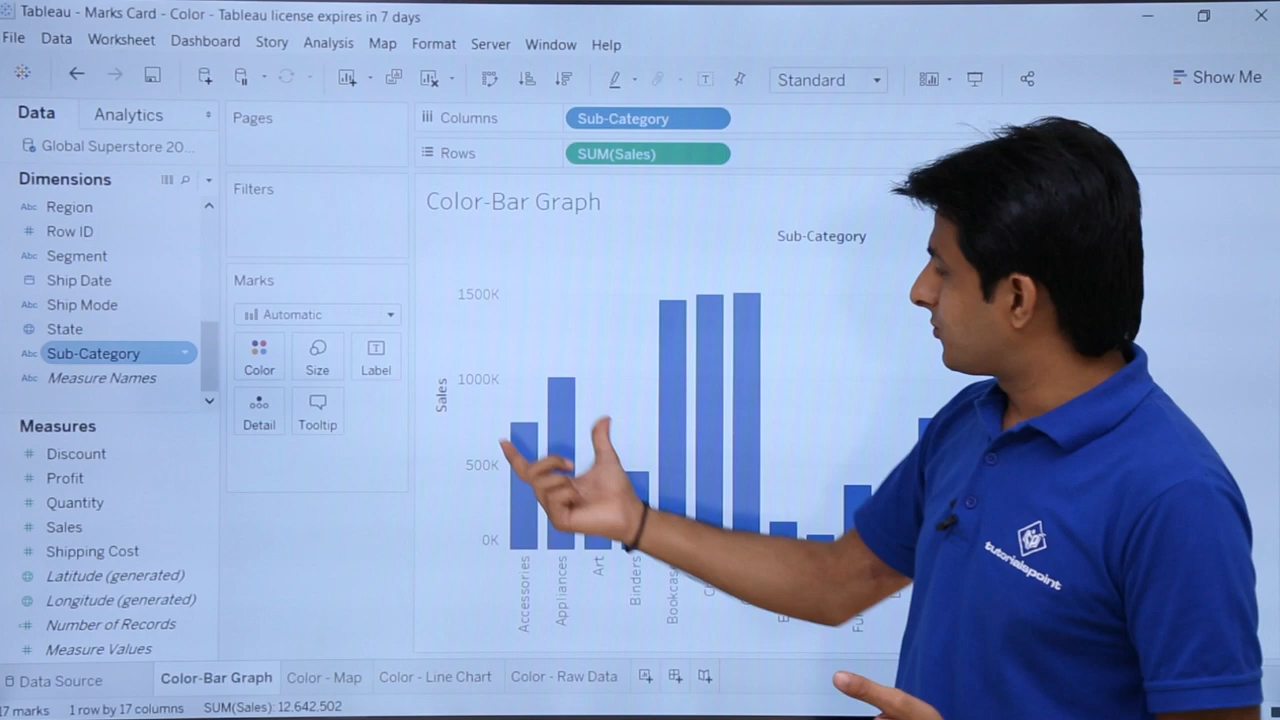 Tableau - Marks Card - Color - Tableau license expires in 7 days
File Data Worksheet Dashboard Story Analysis Map Format Server Window Help
Standard
Show Me
Data
Analytics
Global Superstore 20...
Dimensions
Abc Region
# Row ID
Abc Segment
Ship Date
Abc Ship Mode
State
Abc Sub-Category
Abc Measure Names
Measures
# Discount
# Profit
# Quantity
# Sales
# Shipping Cost
Latitude (generated)
Longitude (generated)
Number of Records
# Measure Values
Pages
Filters
Marks
Automatic
Color Size Label
Detail Tooltip
Columns Sub-Category
Rows SUM(Sales)
Color-Bar Graph
Sub-Category
1500K
1000K
500K
0K
Sales
Accessories
Appliances
Art
Binders
Bookcas
Fu
tutorialspoint
Data Source Color-Bar Graph Color - Map Color - Line Chart Color - Raw Data
17 marks 1 row by 17 columns SUM(Sales): 12.642.502